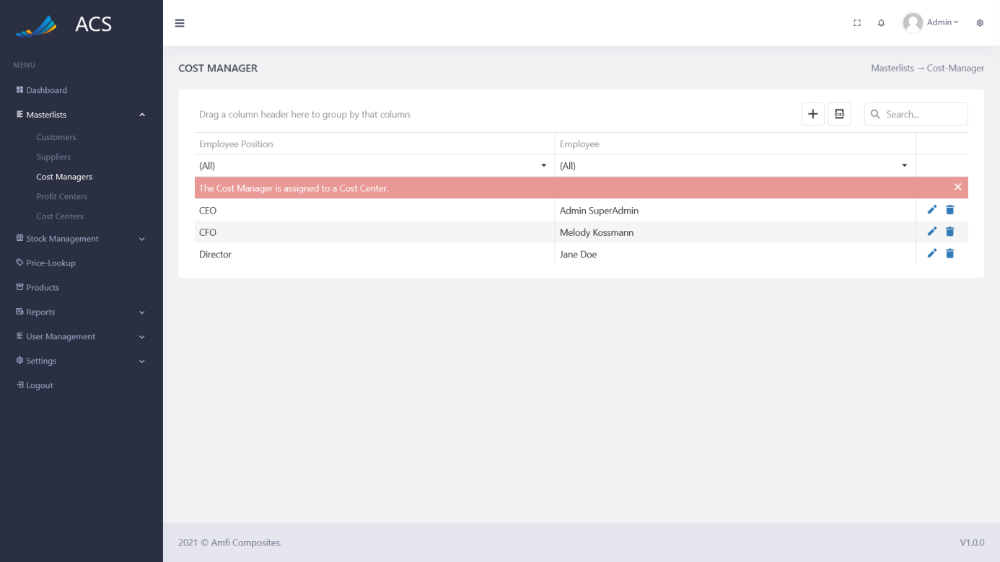 ACS
Admin
MENU
Dashboard
Masterlists
Customers
Suppliers
Cost Managers
Profit Centers
Cost Centers
Stock Management
Price-Lookup
Products
Reports
User Management
Settings
Logout
COST MANAGER
Masterlists → Cost-Manager
Drag a column header here to group by that column
XLSX
Search...
Employee Position Employee
(All) (All)
The Cost Manager is assigned to a Cost Center.
CEO Admin SuperAdmin
CFO Melody Kossmann
Director Jane Doe
2021 © Amfi Composites.
V1.0.0